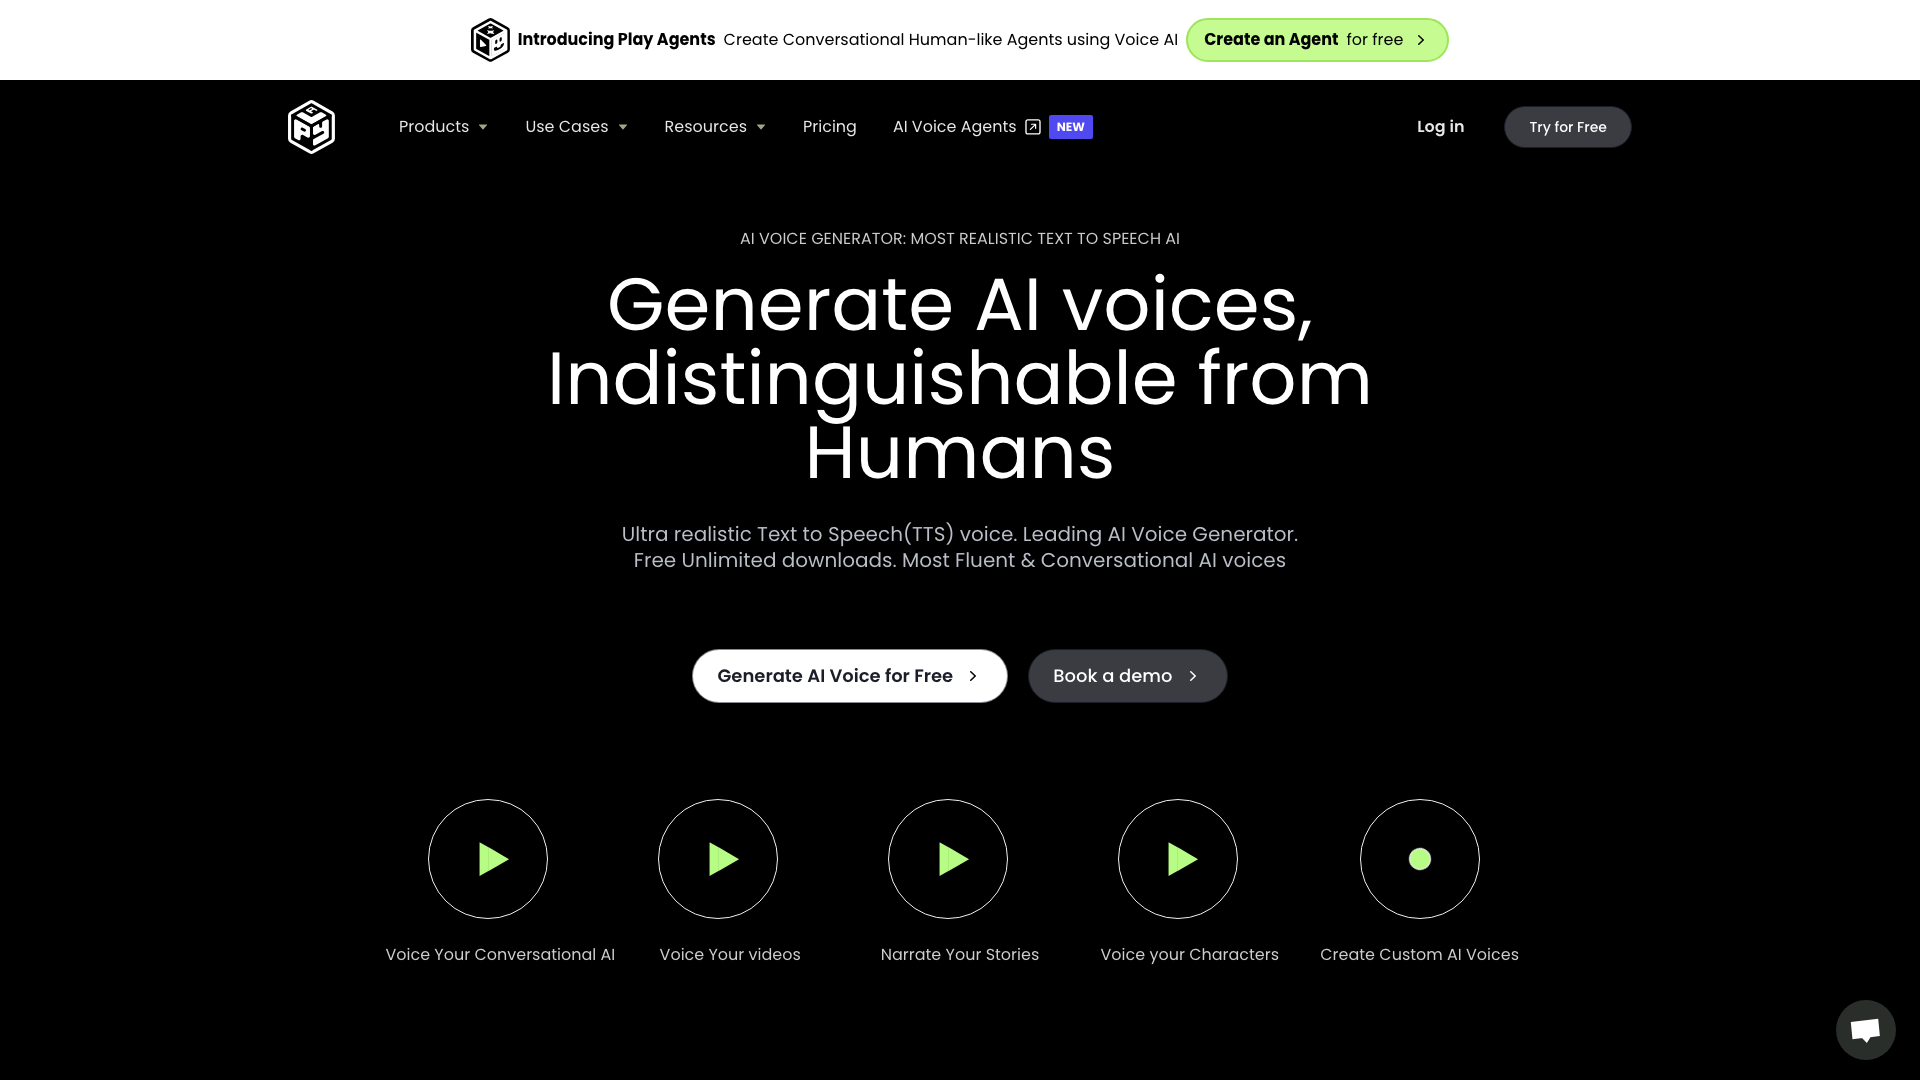 Introducing Play Agents Create Conversational Human-like Agents using Voice AI Create an Agent for free
Products Use Cases Resources Pricing AI Voice Agents NEW Log in Try for Free
AI VOICE GENERATOR: MOST REALISTIC TEXT TO SPEECH AI
Generate AI voices,
Indistinguishable from
Humans
Ultra realistic Text to Speech(TTS) voice. Leading AI Voice Generator.
Free Unlimited downloads. Most Fluent & Conversational AI voices
Generate AI Voice for Free Book a demo
Voice Your Conversational AI Voice Your videos Narrate Your Stories Voice your Characters Create Custom AI Voices